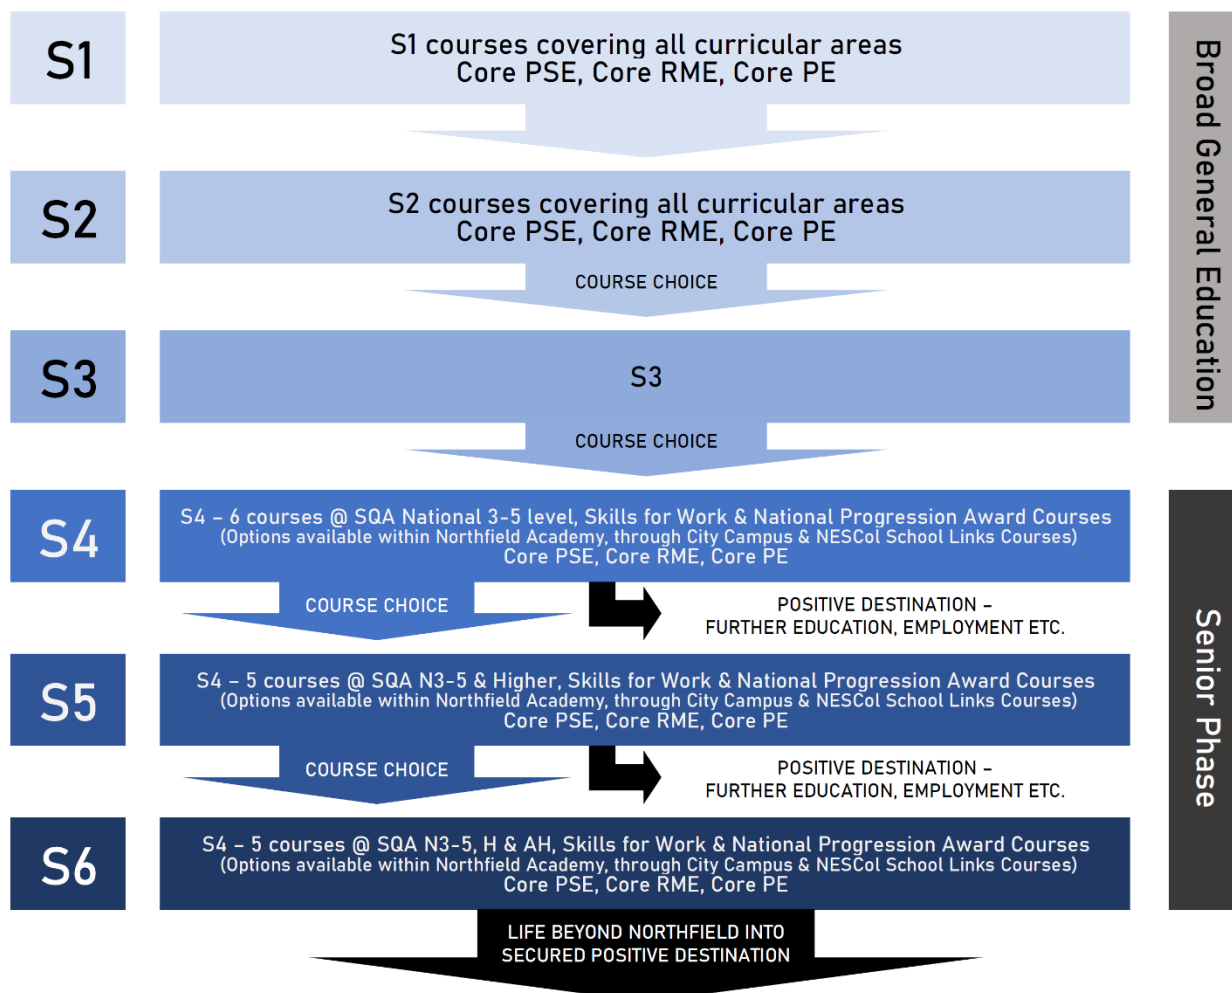 S1
S1 courses covering all curricular areas
Core PSE, Core RME, Core PE
Broad General Education
S2
S2 courses covering all curricular areas
Core PSE, Core RME, Core PE
COURSE CHOICE
S3
S3
COURSE CHOICE
S4
S4 – 6 courses @ SQA National 3-5 level, Skills for Work & National Progression Award Courses
(Options available within Northfield Academy, through City Campus & NESCol School Links Courses)
Core PSE, Core RME, Core PE
Senior Phase
COURSE CHOICE
POSITIVE DESTINATION –
FURTHER EDUCATION, EMPLOYMENT ETC.
S5
S4 – 5 courses @ SQA N3-5 & Higher, Skills for Work & National Progression Award Courses
(Options available within Northfield Academy, through City Campus & NESCol School Links Courses)
Core PSE, Core RME, Core PE
COURSE CHOICE
POSITIVE DESTINATION –
FURTHER EDUCATION, EMPLOYMENT ETC.
S6
S4 – 5 courses @ SQA N3-5, H & AH, Skills for Work & National Progression Award Courses
(Options available within Northfield Academy, through City Campus & NESCol School Links Courses)
Core PSE, Core RME, Core PE
LIFE BEYOND NORTHFIELD INTO
SECURED POSITIVE DESTINATION